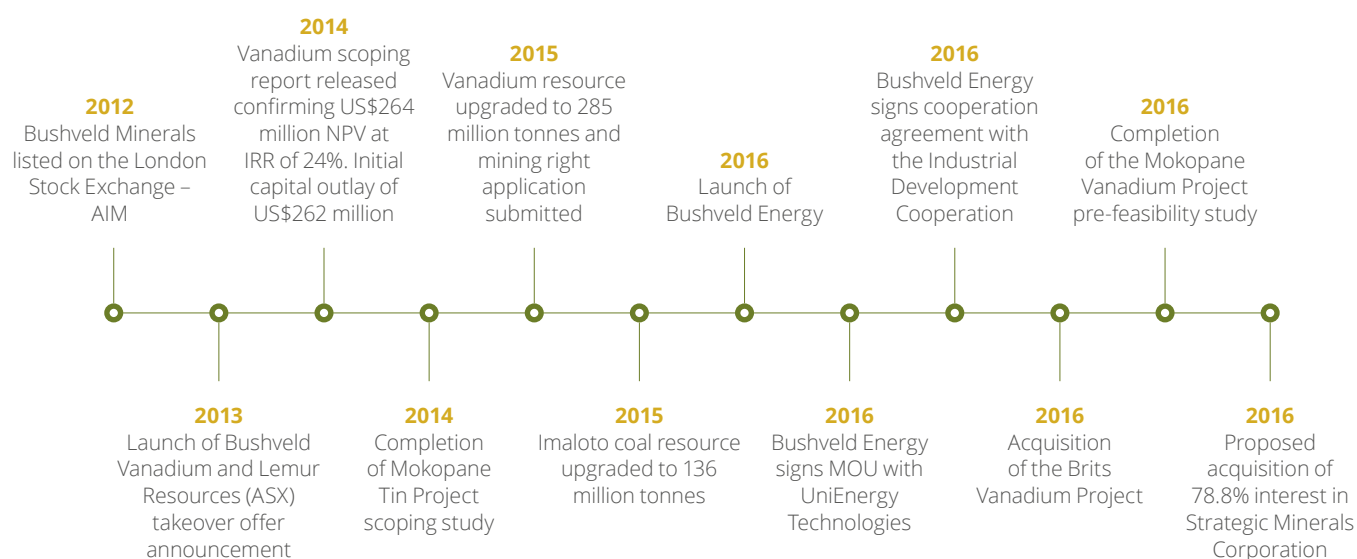 2012
Bushveld Minerals
listed on the London
Stock Exchange –
AIM
2013
Launch of Bushveld
Vanadium and Lemur
Resources (ASX)
takeover offer
announcement
2014
Vanadium scoping
report released
confirming US$264
million NPV at
IRR of 24%. Initial
capital outlay of
US$262 million
2014
Completion
of Mokopane
Tin Project
scoping study
2015
Vanadium resource
upgraded to 285
million tonnes and
mining right
application
submitted
2015
Imaloto coal resource
upgraded to 136
million tonnes
2016
Launch of
Bushveld Energy
2016
Bushveld Energy
signs MOU with
UniEnergy
Technologies
2016
Bushveld Energy
signs cooperation
agreement with
the Industrial
Development
Cooperation
2016
Acquisition
of the Brits
Vanadium Project
2016
Completion
of the Mokopane
Vanadium Project
pre-feasibility study
2016
Proposed
acquisition of
78.8% interest in
Strategic Minerals
Corporation